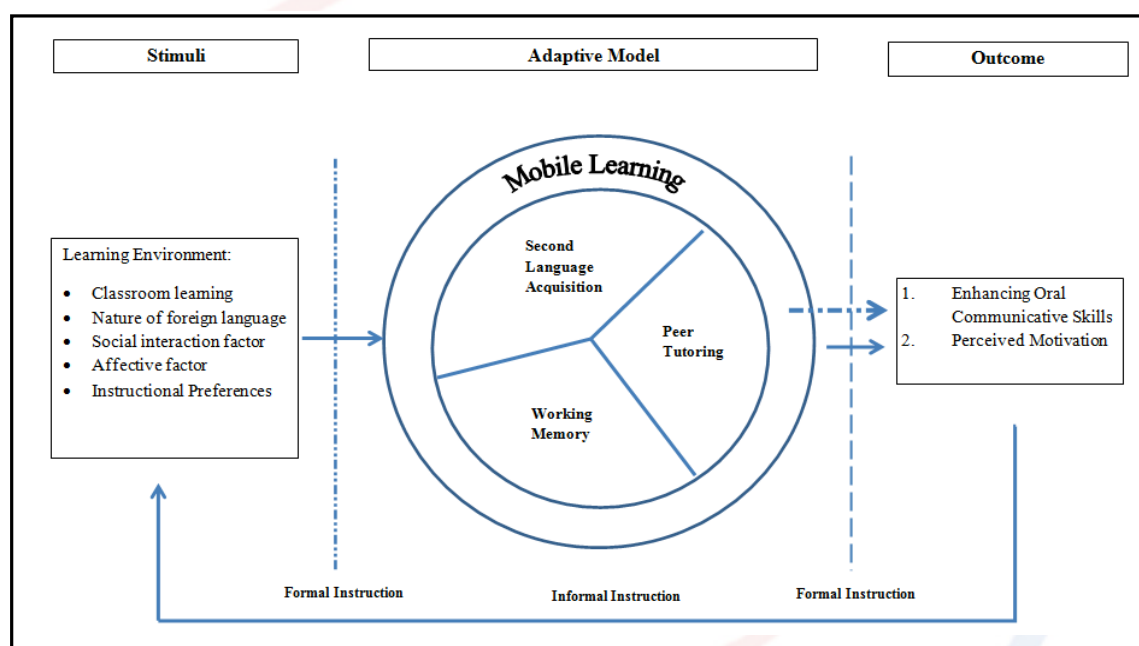 Stimuli
Adaptive Model
Outcome
Mobile Learning
Learning Environment:
• Classroom learning
• Nature of foreign language
• Social interaction factor
• Affective factor
• Instructional Preferences
Second
Language
Acquisition
Peer
Tutoring
Working
Memory
1. Enhancing Oral
Communicative Skills
2. Perceived Motivation
Formal Instruction
Informal Instruction
Formal Instruction